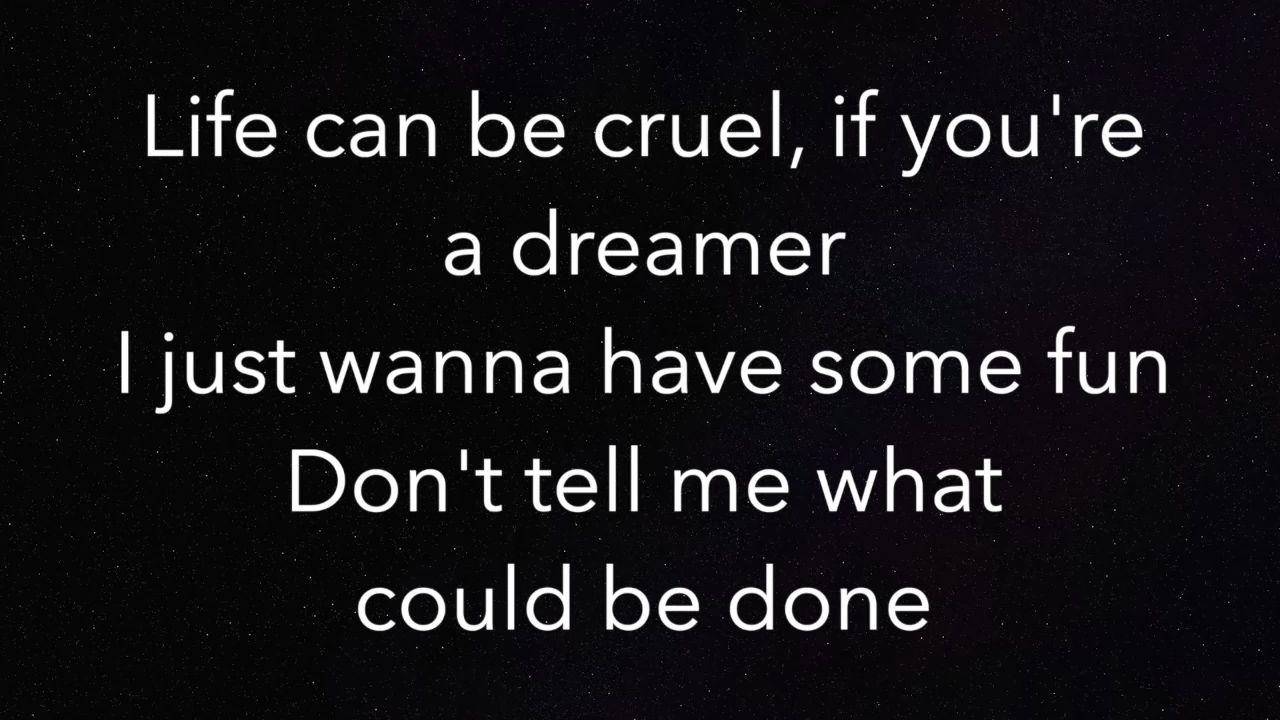 Life can be cruel, if you're
a dreamer
I just wanna have some fun
Don't tell me what
could be done